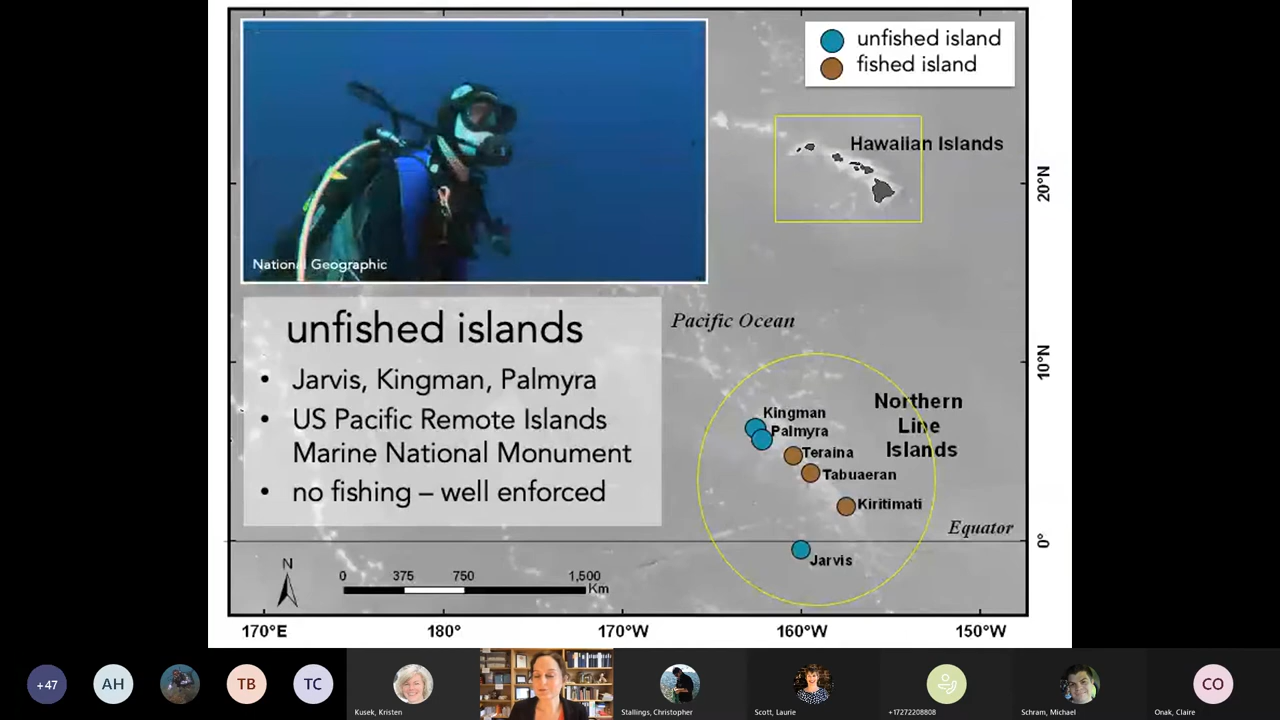 unfished island
fished island
National Geographic
Hawaiian Islands
20°N
unfished islands
• Jarvis, Kingman, Palmyra
• US Pacific Remote Islands
Marine National Monument
• no fishing – well enforced
Pacific Ocean
10°N
Northern
Line
Islands
Kingman
Palmyra
Teraina
Tabuaeran
Kiritimati
Equator
0°
Jarvis
N
0 375 750 1,500
Km
170°E 180° 170°W 160°W 150°W
+47
AH
TB
TC
CO
Kusek, Kristen
Stallings, Christopher
Scott, Laurie
+17272208808
Schram, Michael
Onak, Claire